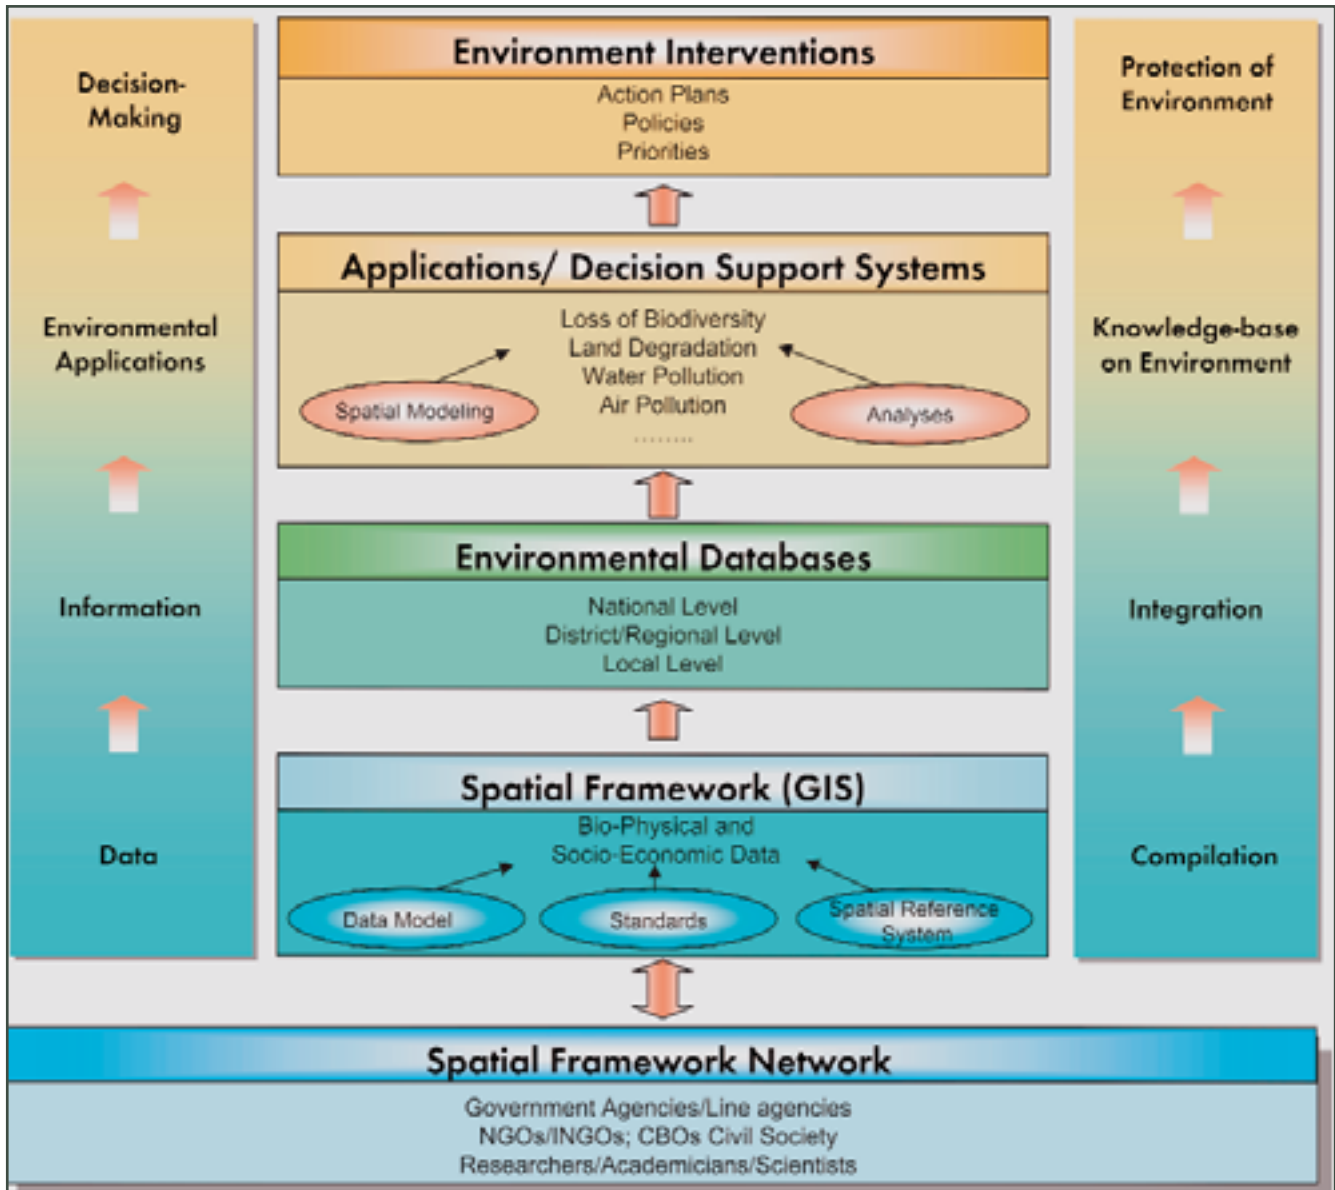 Decision-
Making
Environmental
Applications
Information
Data
Environment Interventions
Action Plans
Policies
Priorities
Applications/ Decision Support Systems
Loss of Biodiversity
Land Degradation
Water Pollution
Air Pollution
........
Spatial Modeling
Analyses
Environmental Databases
National Level
District/Regional Level
Local Level
Spatial Framework (GIS)
Bio-Physical and
Socio-Economic Data
Data Model
Standards
Spatial Reference
System
Protection of
Environment
Knowledge-base
on Environment
Integration
Compilation
Spatial Framework Network
Government Agencies/Line agencies
NGOs/INGOs; CBOs Civil Society
Researchers/Academicians/Scientists